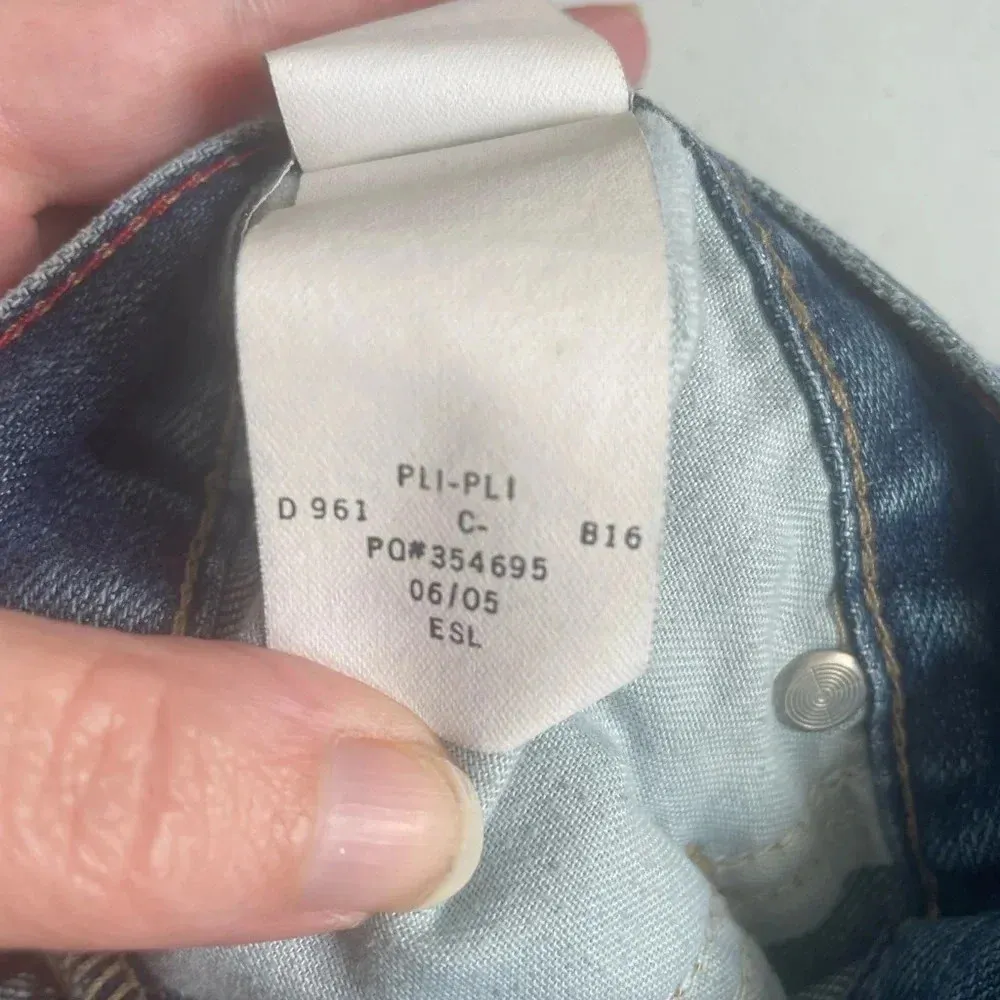 PLI-PLI
D 961 C- B16
PO#354695
06/05
ESL